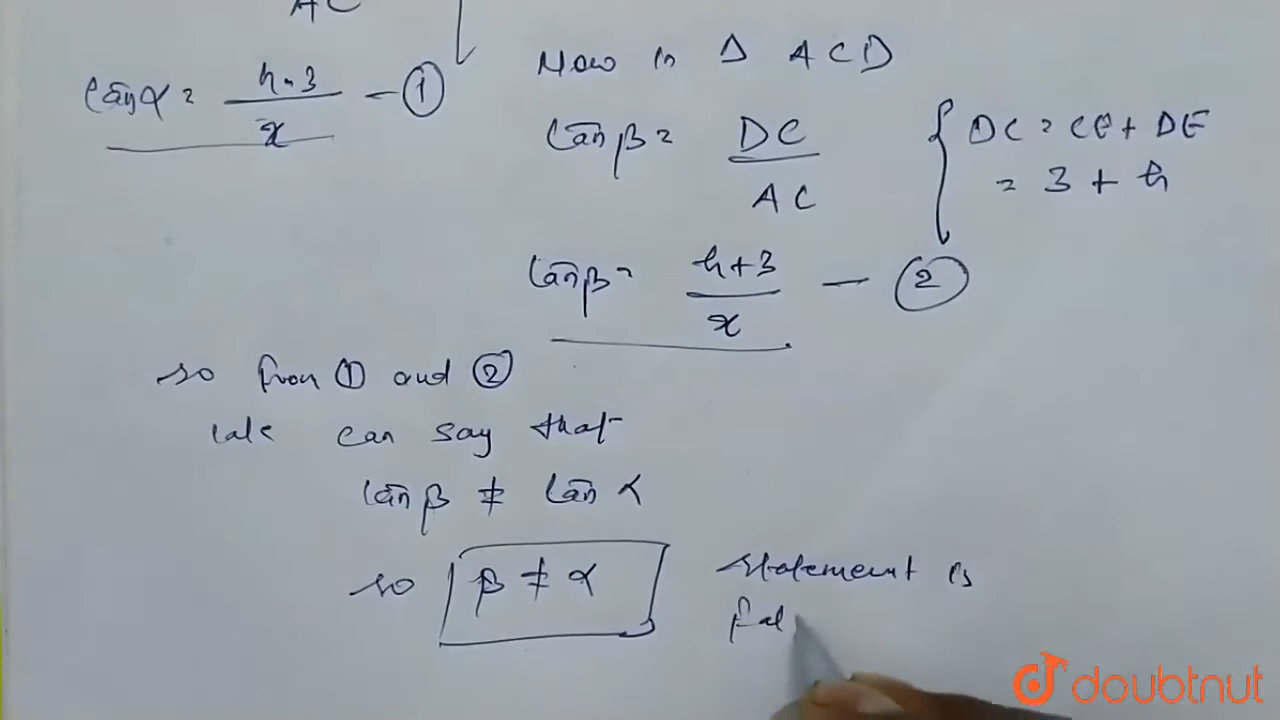 AC
tanα = h-3 / x — ①
Now in Δ ACD
tanβ = DC / AC
{ DC = CE + DE
= 3 + h
tanβ = h+3 / x — ②
so from ① and ②
we can say that
tanβ ≠ tanα
so β ≠ α
statement is
fal
doubtnut